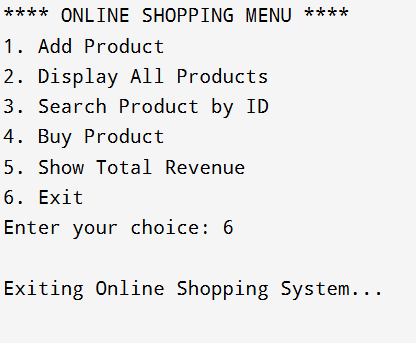 **** ONLINE SHOPPING MENU ****
1. Add Product
2. Display All Products
3. Search Product by ID
4. Buy Product
5. Show Total Revenue
6. Exit
Enter your choice: 6
Exiting Online Shopping System...